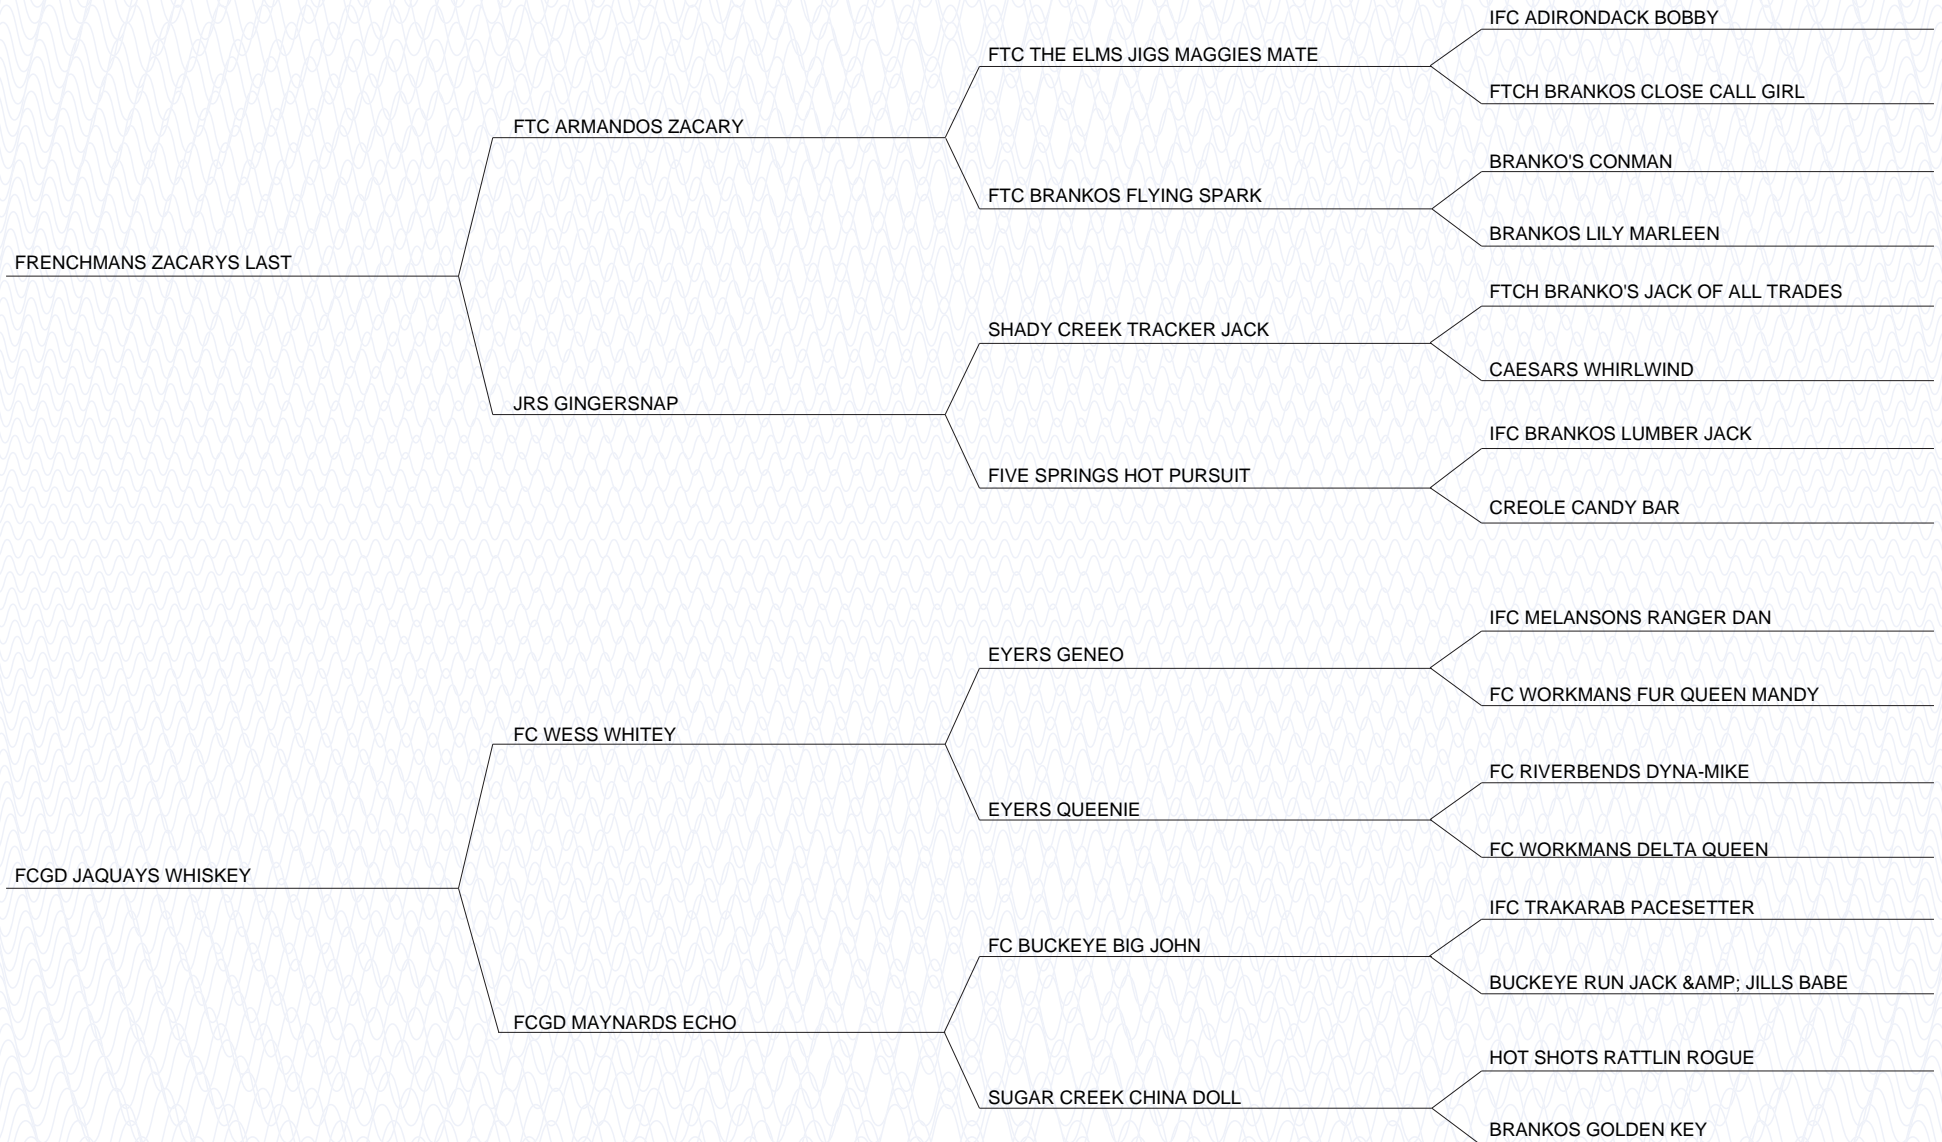 IFC ADIRONDACK BOBBY
FTC THE ELMS JIGS MAGGIES MATE
FTCH BRANKOS CLOSE CALL GIRL
FTC ARMANDOS ZACARY
BRANKO'S CONMAN
FTC BRANKOS FLYING SPARK
BRANKOS LILY MARLEEN
FRENCHMANS ZACARYS LAST
FTCH BRANKO'S JACK OF ALL TRADES
SHADY CREEK TRACKER JACK
CAESARS WHIRLWIND
JRS GINGERSNAP
IFC BRANKOS LUMBER JACK
FIVE SPRINGS HOT PURSUIT
CREOLE CANDY BAR
IFC MELANSONS RANGER DAN
EYERS GENEO
FC WORKMANS FUR QUEEN MANDY
FC WESS WHITEY
FC RIVERBENDS DYNA-MIKE
EYERS QUEENIE
FC WORKMANS DELTA QUEEN
FCGD JAQUAYS WHISKEY
IFC TRAKARAB PACESETTER
FC BUCKEYE BIG JOHN
BUCKEYE RUN JACK &AMP; JILLS BABE
FCGD MAYNARDS ECHO
HOT SHOTS RATTLIN ROGUE
SUGAR CREEK CHINA DOLL
BRANKOS GOLDEN KEY